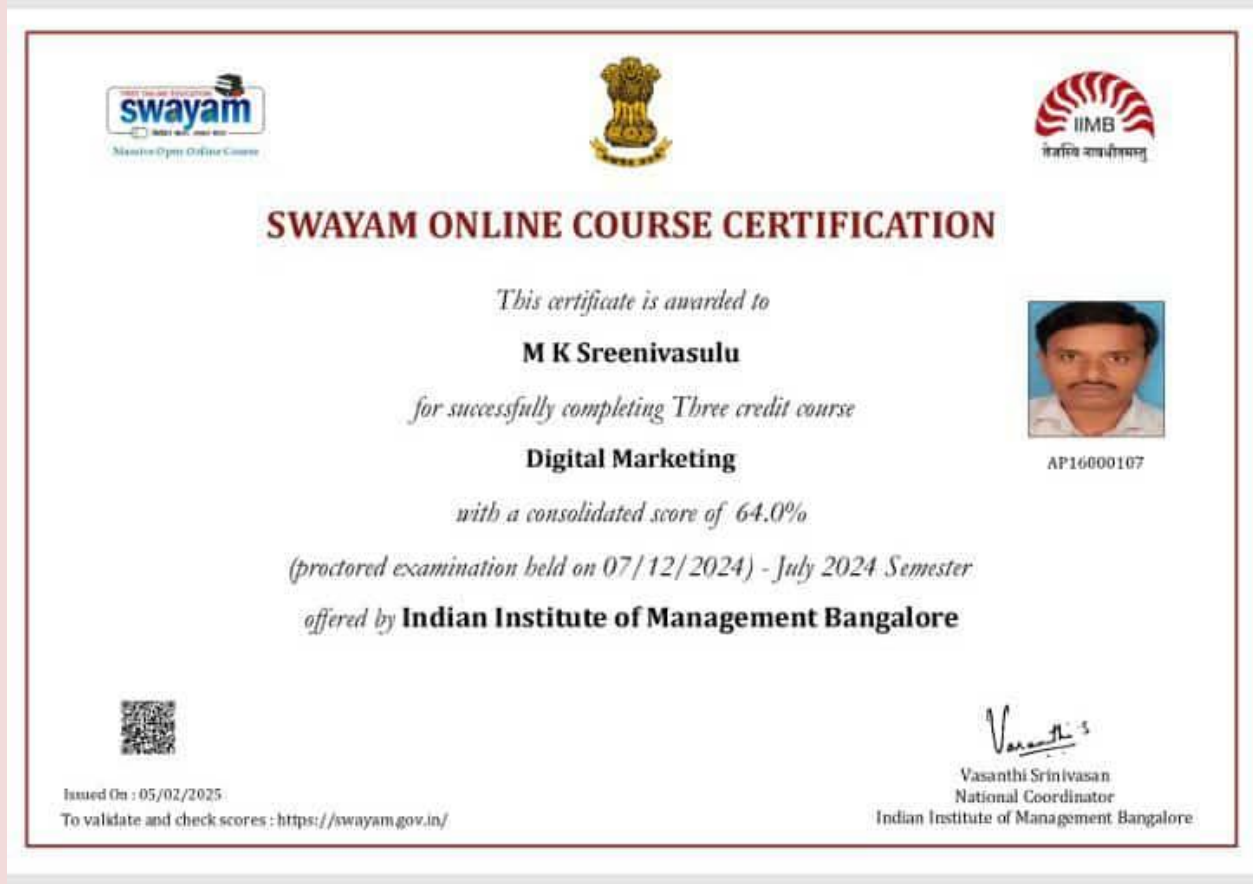 swayam
Massive Open Online Course
IIMB
तेजस्वि नावधीतमस्तु
SWAYAM ONLINE COURSE CERTIFICATION
This certificate is awarded to
M K Sreenivasulu
for successfully completing Three credit course
Digital Marketing
AP16000107
with a consolidated score of 64.0%
(proctored examination held on 07/12/2024) - July 2024 Semester
offered by Indian Institute of Management Bangalore
Vasanthi S
Vasanthi Srinivasan
National Coordinator
Indian Institute of Management Bangalore
Issued On : 05/02/2025
To validate and check scores : https://swayam.gov.in/